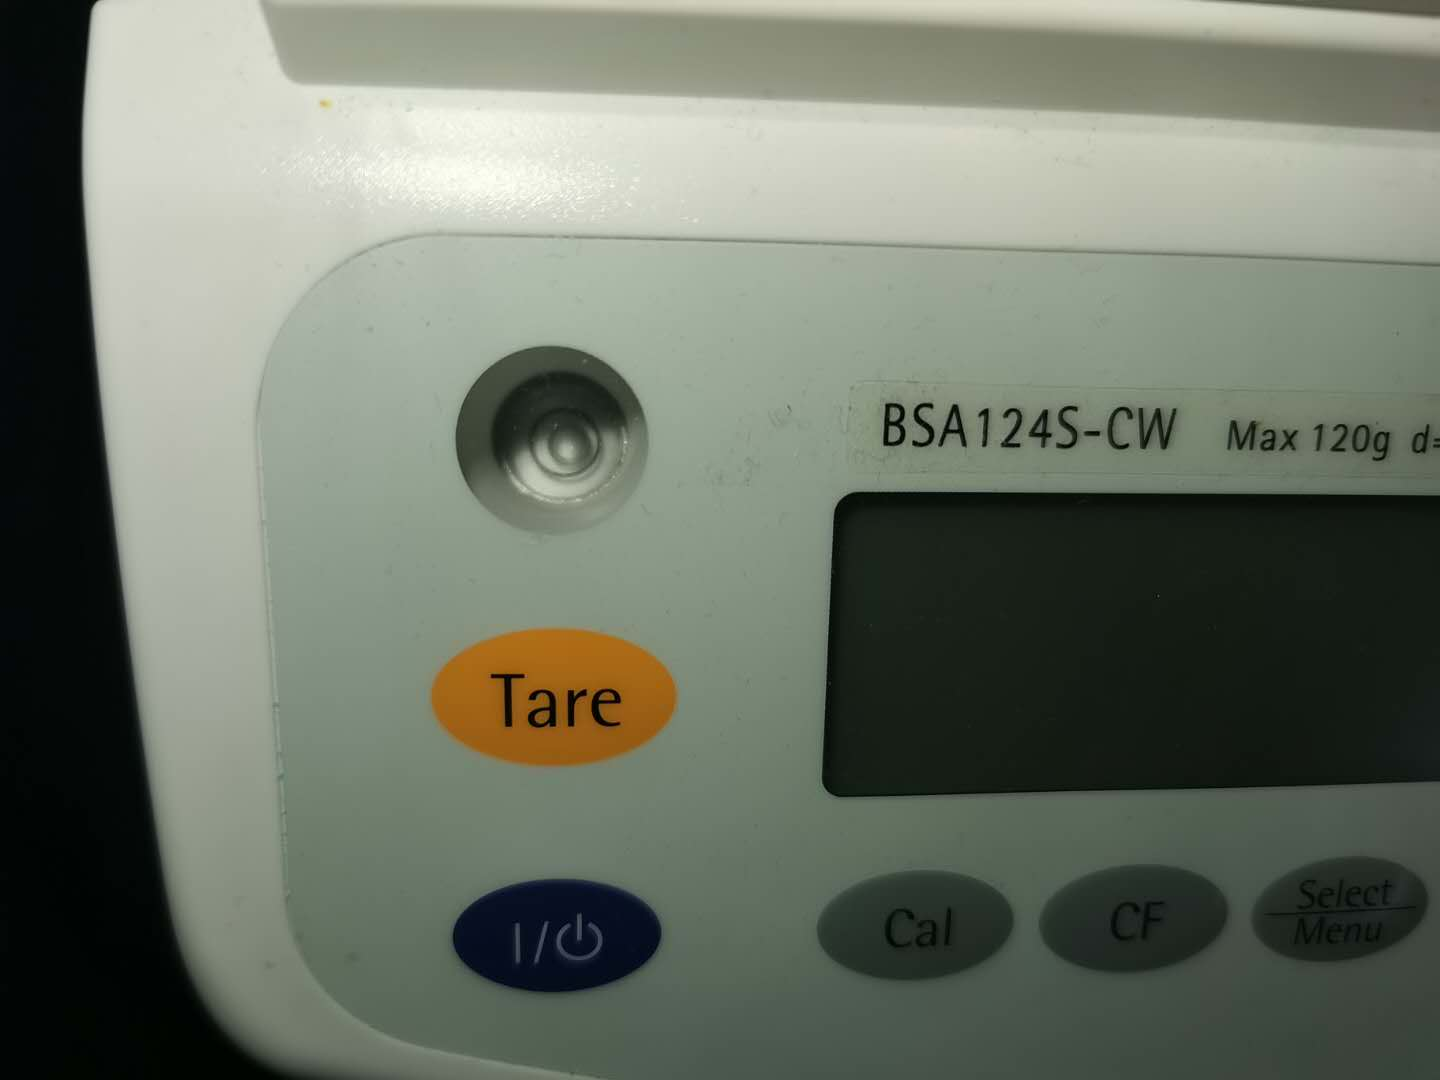 BSA124S-CW Max 120g d=
Tare
I/⏻
Cal
CF
Select
Menu